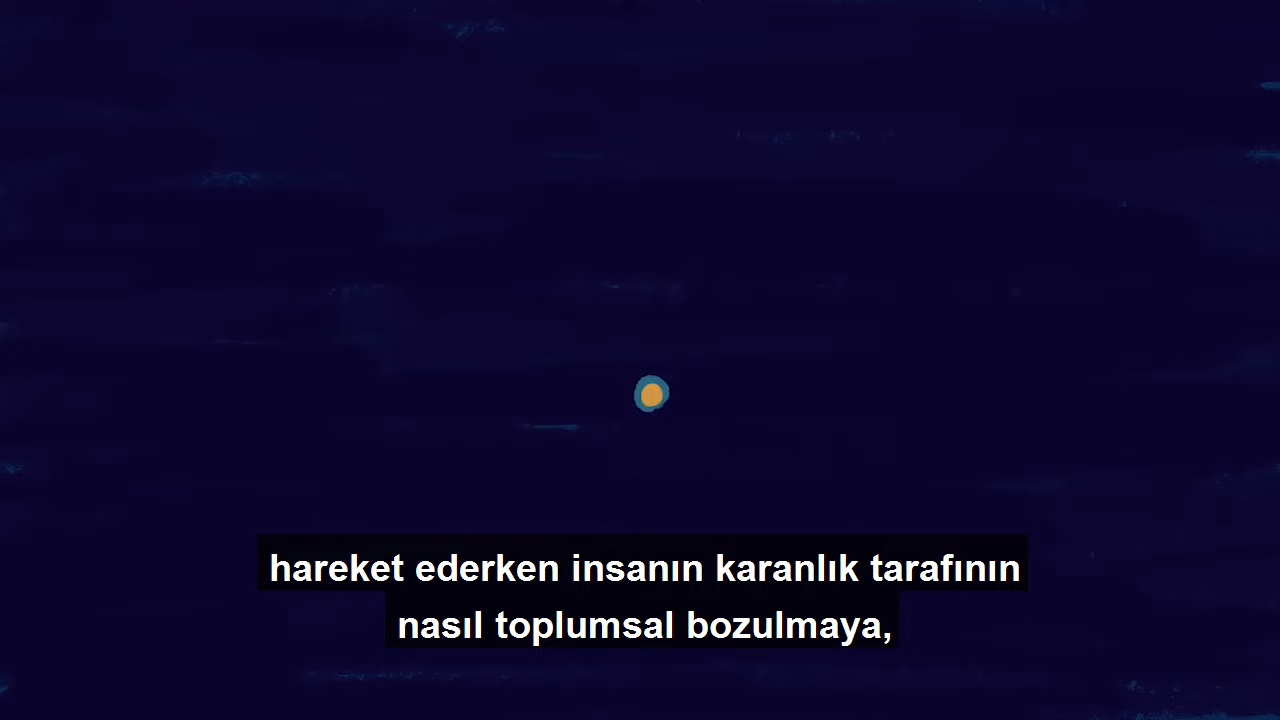 hareket ederken insanın karanlık tarafının
nasıl toplumsal bozulmaya,